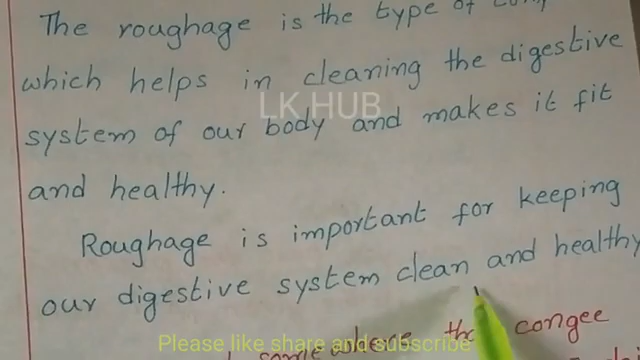 The roughage is the type of
which helps in cleaning the digestive
LK HUB
system of our body and makes it fit
and healthy.
Roughage is important for keeping
our digestive system clean and healthy
somewhere the congee
Please like share and subscribe